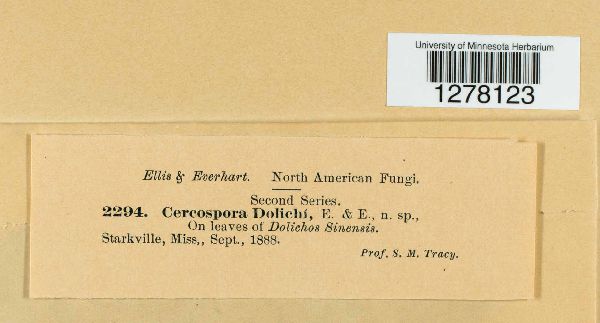 University of Minnesota Herbarium
1278123
Ellis & Everhart. North American Fungi.
Second Series.
2294. Cercospora Dolichi, E. & E., n. sp.,
On leaves of Dolichos Sinensis.
Starkville, Miss,, Sept., 1888.
Prof. S. M. Tracy.